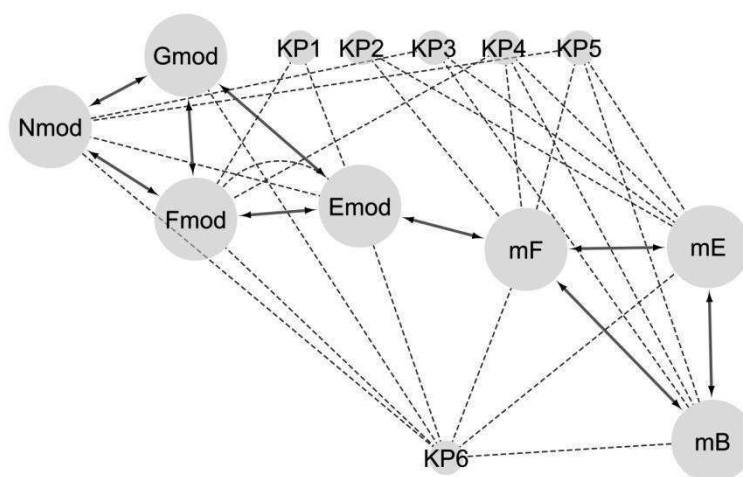 Gmod
KP1
KP2
KP3
KP4
KP5
Nmod
Fmod
Emod
mF
mE
KP6
mB